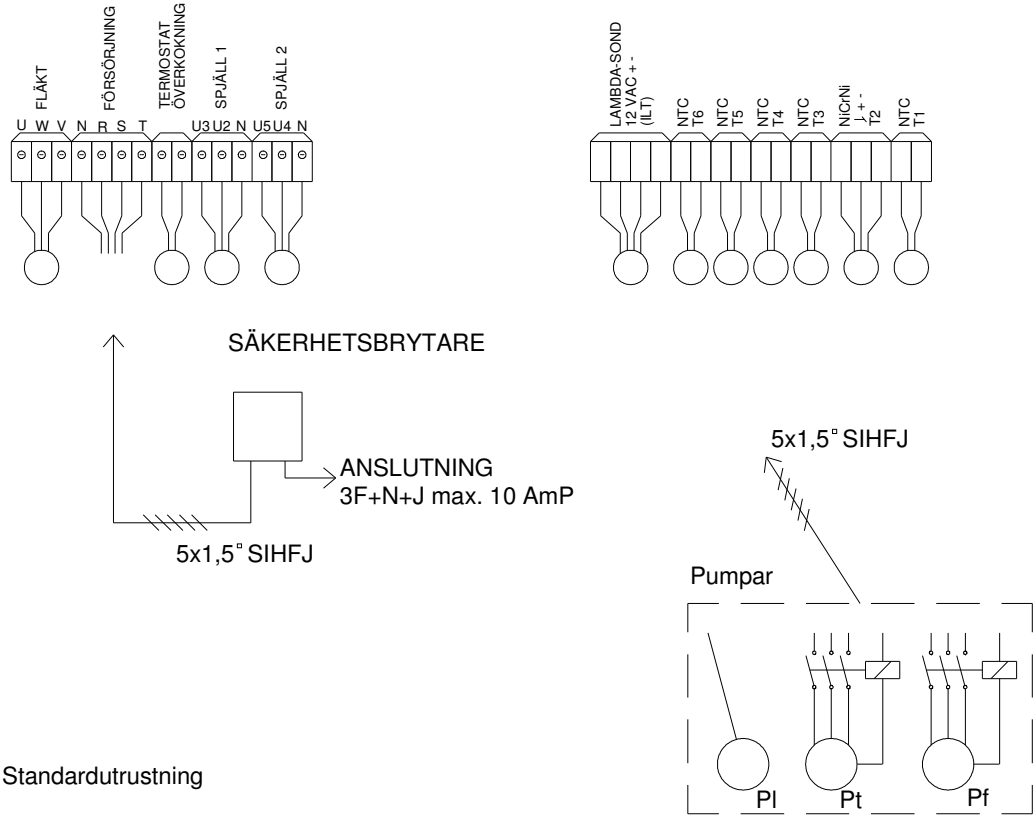 FLÄKT
FÖRSÖRJNING
TERMOSTAT
ÖVERKOKNING
SPJÄLL 1
SPJÄLL 2
U W V N R S T U3 U2 N U5 U4 N
LAMBDA-SOND
12 VAC + -
(ILT)
NTC
T6
NTC
T5
NTC
T4
NTC
T3
NiCrNi
+ -
T2
NTC
T1
SÄKERHETSBRYTARE
ANSLUTNING
3F+N+J max. 10 AmP
5x1,5▫ SIHFJ
5x1,5▫ SIHFJ
Pumpar
Pl
Pt
Pf
Standardutrustning